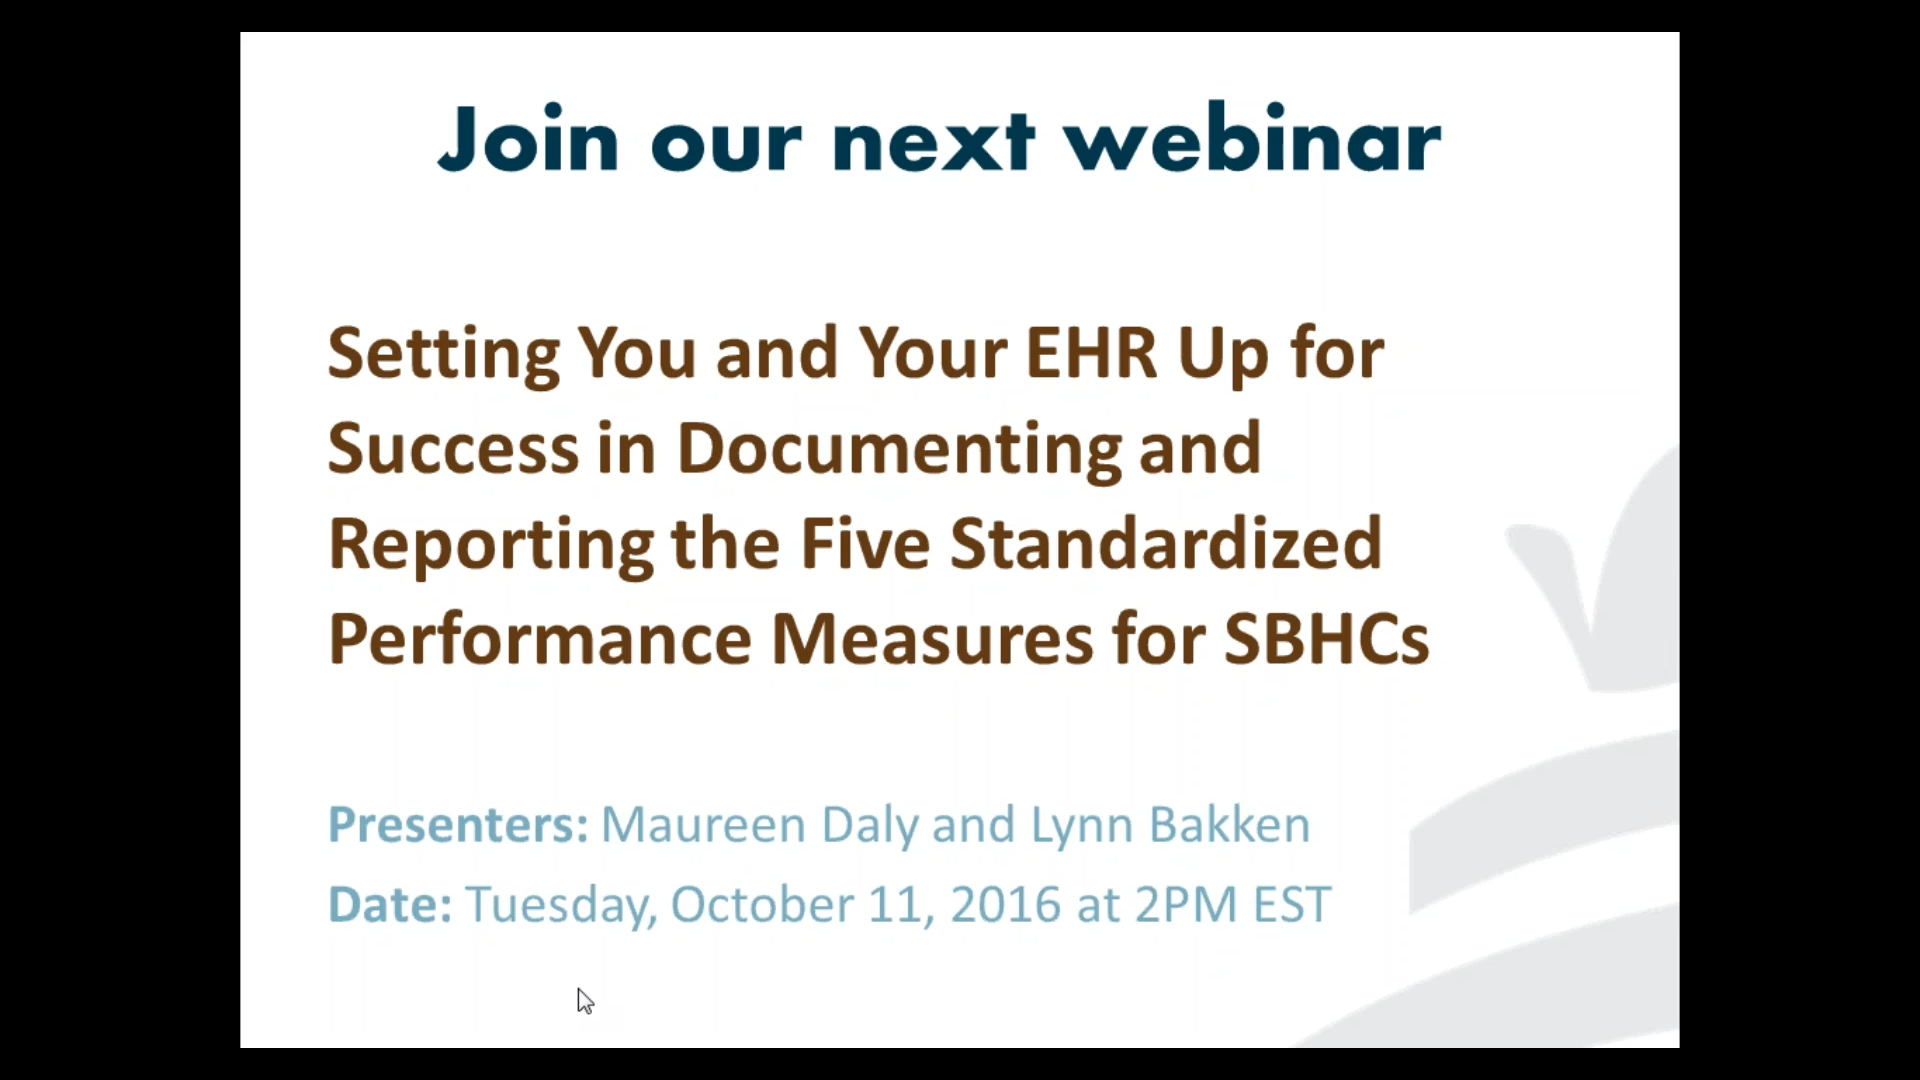 Join our next webinar
Setting You and Your EHR Up for
Success in Documenting and
Reporting the Five Standardized
Performance Measures for SBHCs
Presenters: Maureen Daly and Lynn Bakken
Date: Tuesday, October 11, 2016 at 2PM EST